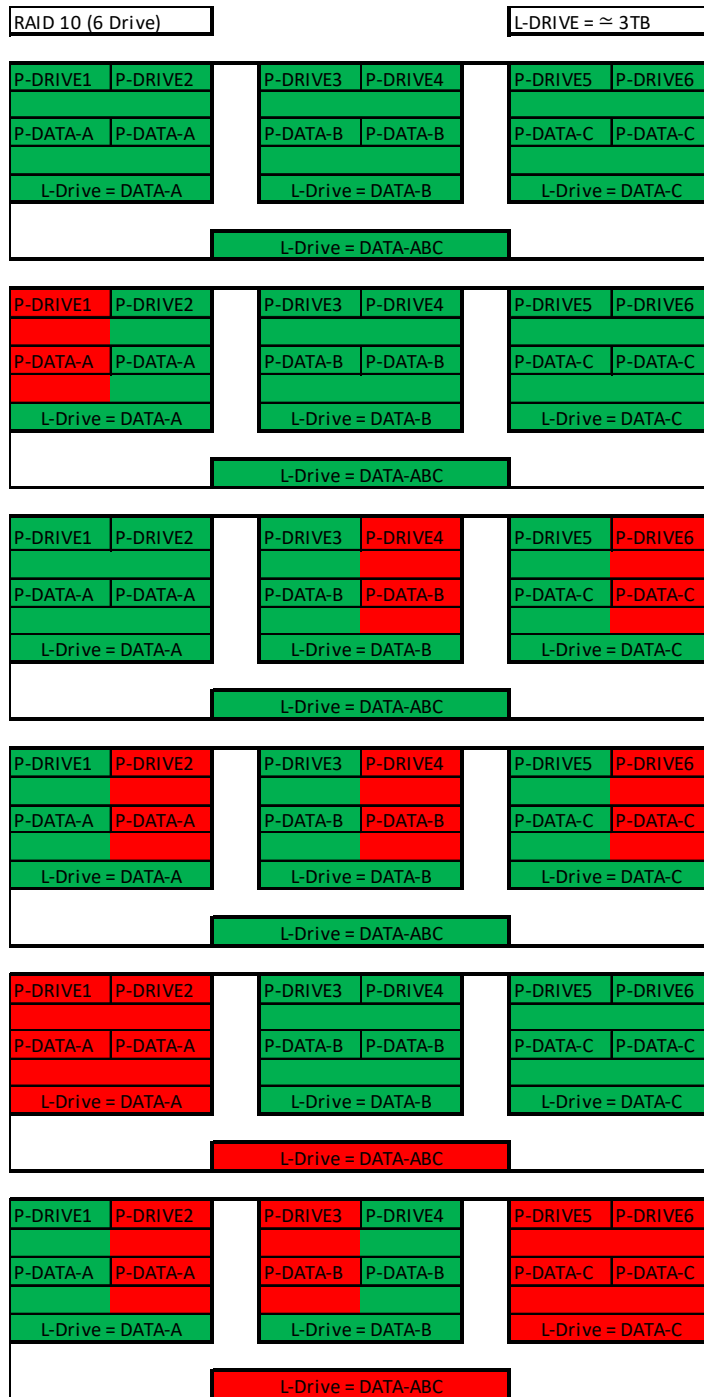 RAID 10 (6 Drive) L-DRIVE = ≃ 3TB
P-DRIVE1 P-DRIVE2 P-DRIVE3 P-DRIVE4 P-DRIVE5 P-DRIVE6
P-DATA-A P-DATA-A P-DATA-B P-DATA-B P-DATA-C P-DATA-C
L-Drive = DATA-A L-Drive = DATA-B L-Drive = DATA-C
L-Drive = DATA-ABC
P-DRIVE1 P-DRIVE2 P-DRIVE3 P-DRIVE4 P-DRIVE5 P-DRIVE6
P-DATA-A P-DATA-A P-DATA-B P-DATA-B P-DATA-C P-DATA-C
L-Drive = DATA-A L-Drive = DATA-B L-Drive = DATA-C
L-Drive = DATA-ABC
P-DRIVE1 P-DRIVE2 P-DRIVE3 P-DRIVE4 P-DRIVE5 P-DRIVE6
P-DATA-A P-DATA-A P-DATA-B P-DATA-B P-DATA-C P-DATA-C
L-Drive = DATA-A L-Drive = DATA-B L-Drive = DATA-C
L-Drive = DATA-ABC
P-DRIVE1 P-DRIVE2 P-DRIVE3 P-DRIVE4 P-DRIVE5 P-DRIVE6
P-DATA-A P-DATA-A P-DATA-B P-DATA-B P-DATA-C P-DATA-C
L-Drive = DATA-A L-Drive = DATA-B L-Drive = DATA-C
L-Drive = DATA-ABC
P-DRIVE1 P-DRIVE2 P-DRIVE3 P-DRIVE4 P-DRIVE5 P-DRIVE6
P-DATA-A P-DATA-A P-DATA-B P-DATA-B P-DATA-C P-DATA-C
L-Drive = DATA-A L-Drive = DATA-B L-Drive = DATA-C
L-Drive = DATA-ABC
P-DRIVE1 P-DRIVE2 P-DRIVE3 P-DRIVE4 P-DRIVE5 P-DRIVE6
P-DATA-A P-DATA-A P-DATA-B P-DATA-B P-DATA-C P-DATA-C
L-Drive = DATA-A L-Drive = DATA-B L-Drive = DATA-C
L-Drive = DATA-ABC